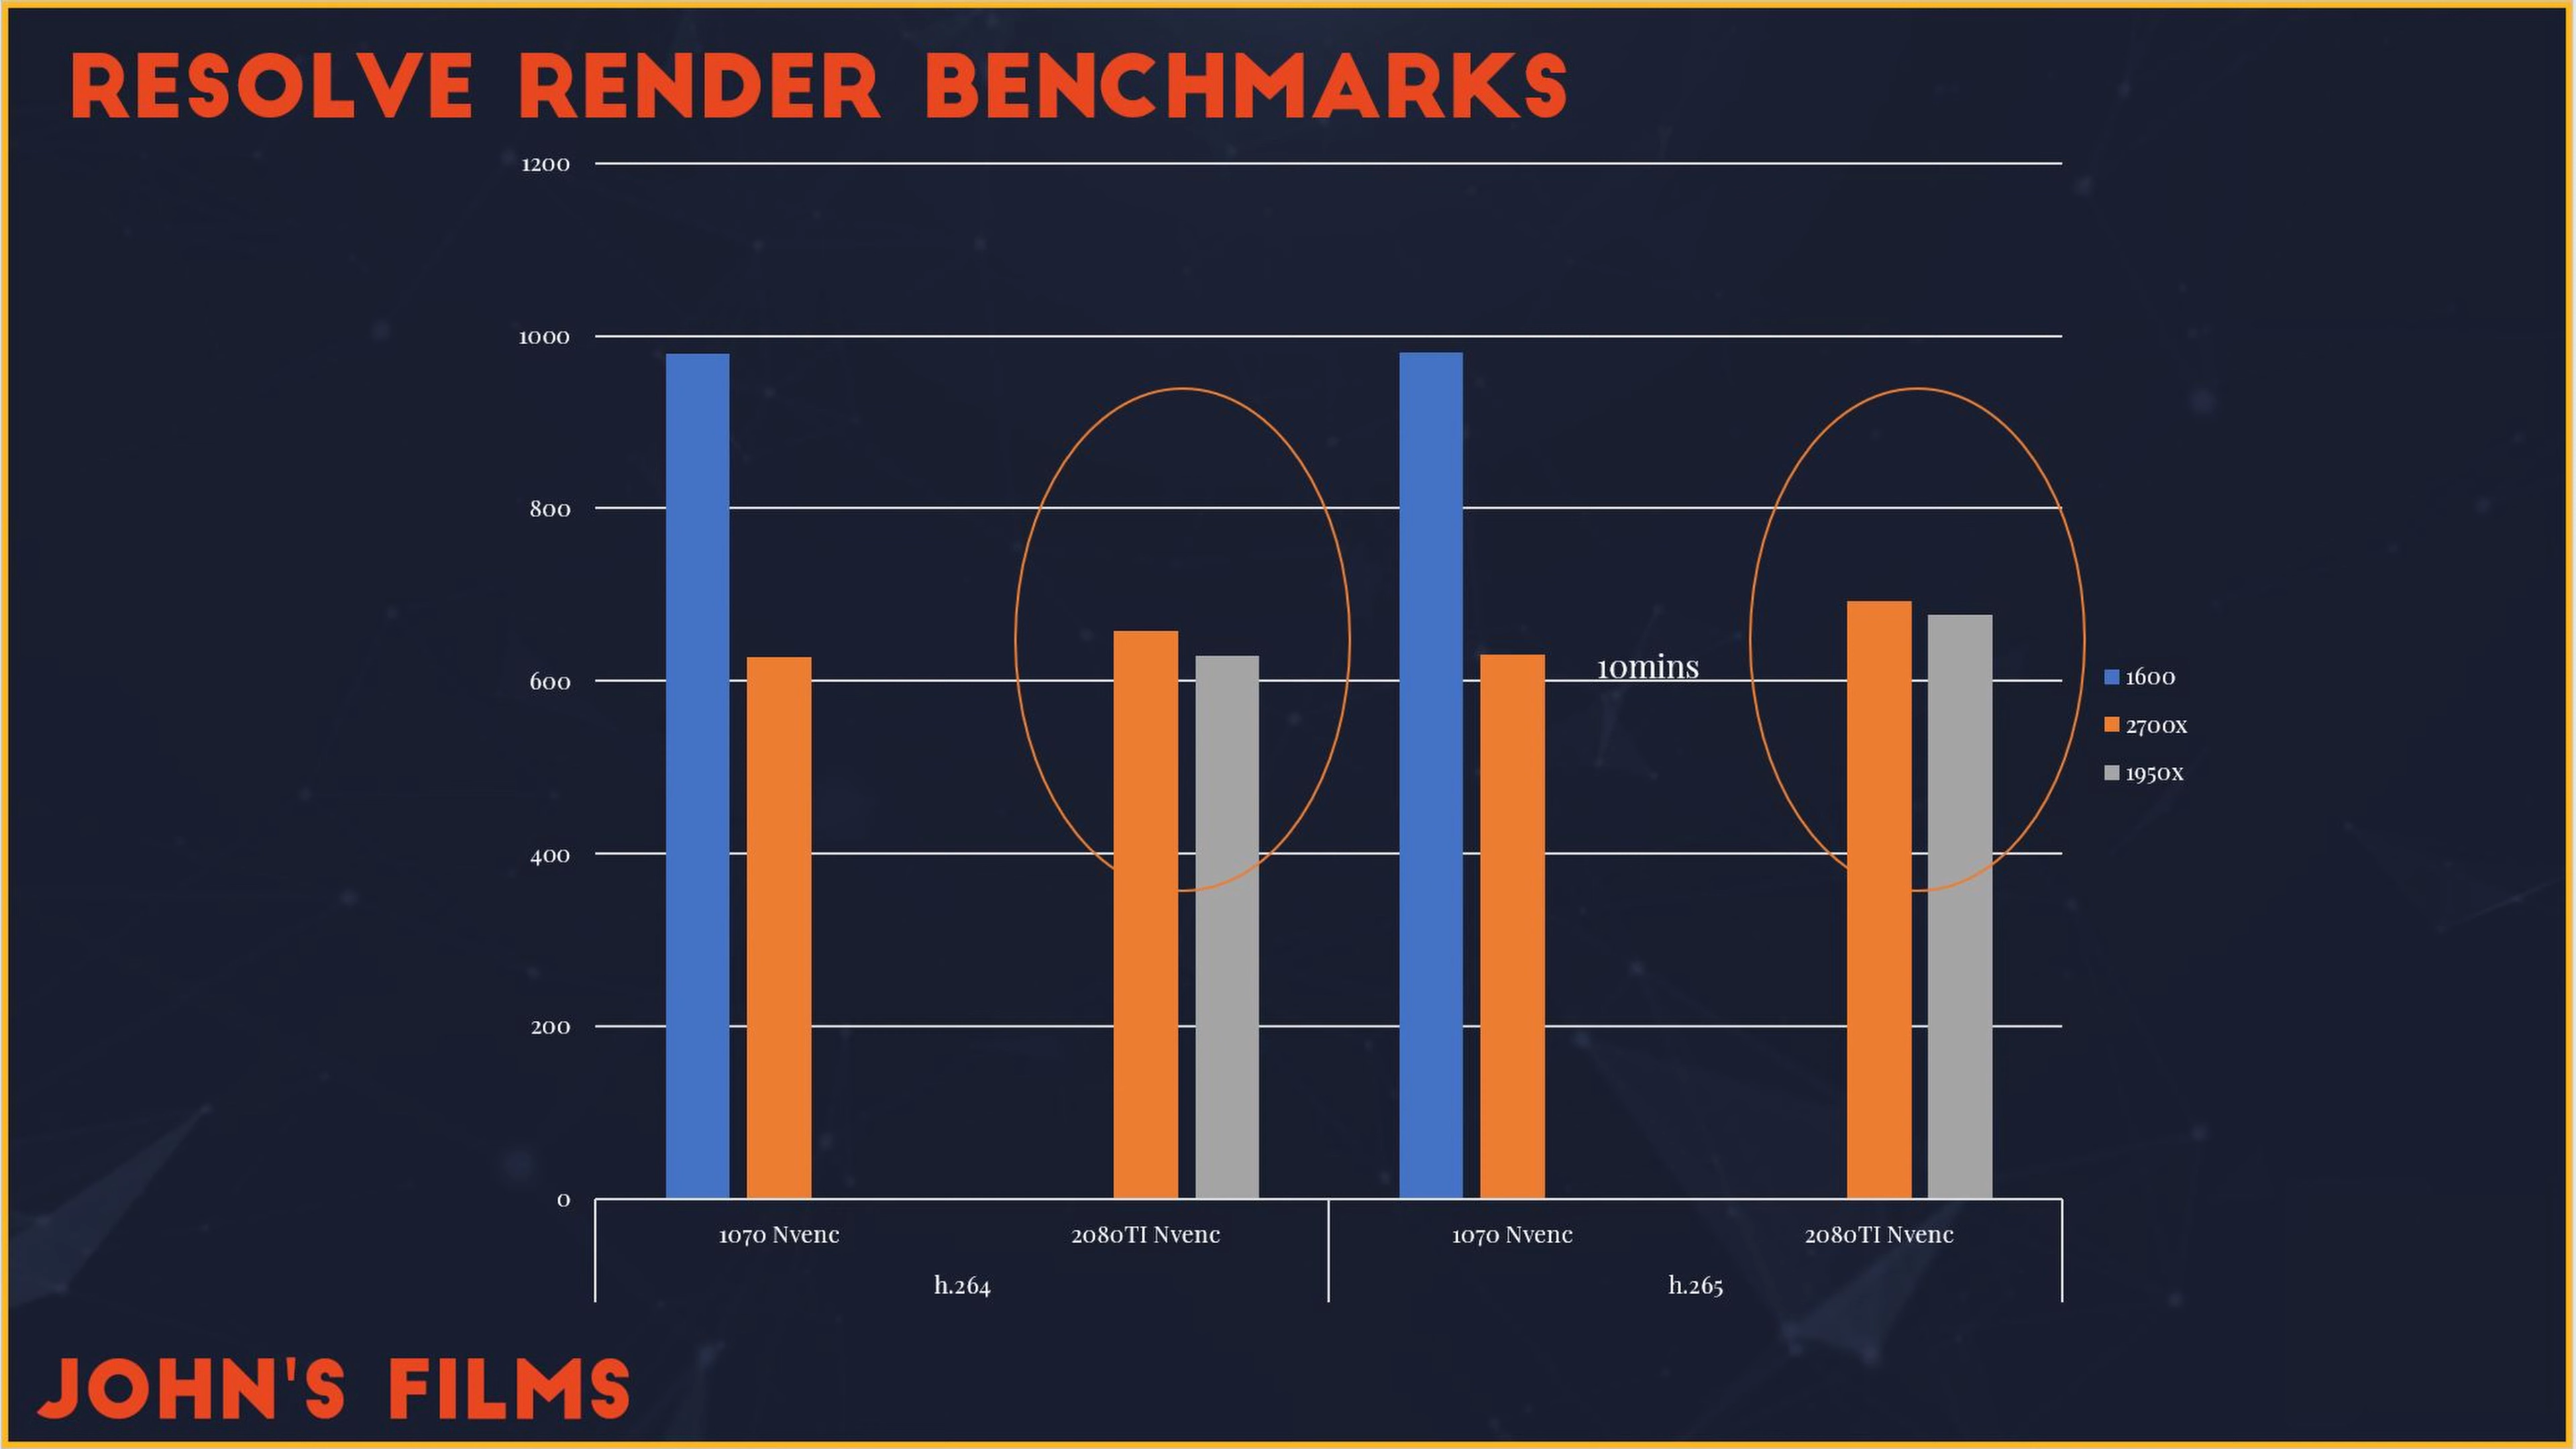 RESOLVE RENDER BENCHMARKS
1200
1000
800
600
400
200
0
10mins
1600
2700x
1950x
1070 Nvenc
2080TI Nvenc
1070 Nvenc
2080TI Nvenc
h.264
h.265
JOHN'S FILMS